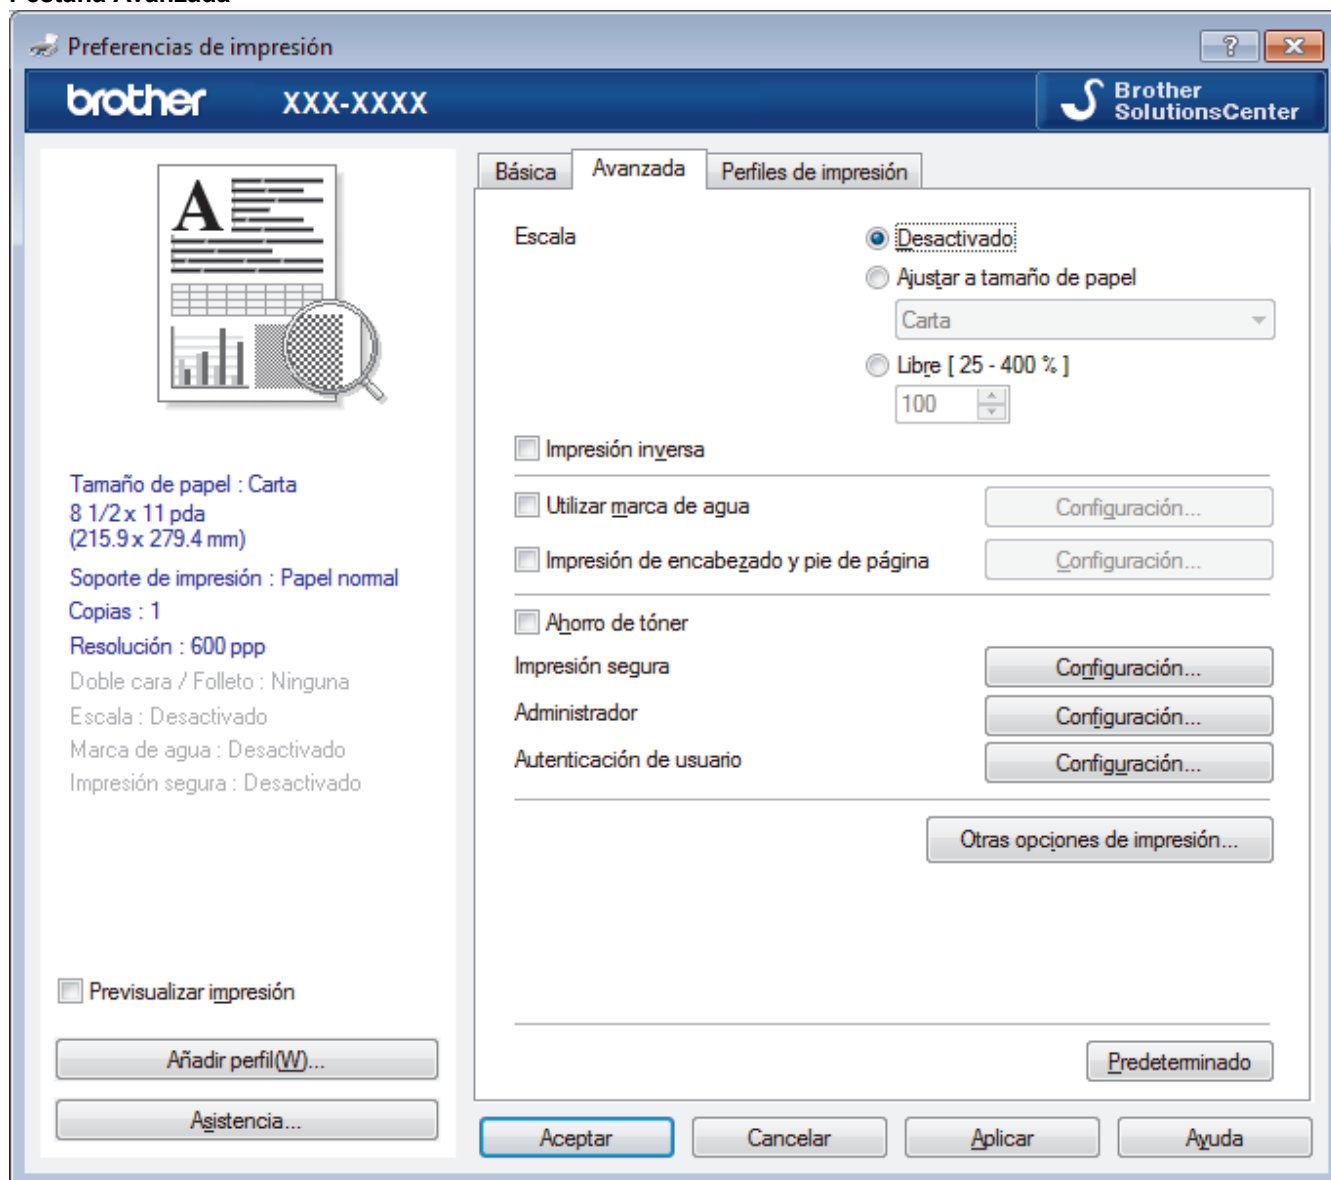 Preferencias de impresión
brother XXX-XXXX
Brother
SolutionsCenter
A
Tamaño de papel : Carta
8 1/2 x 11 pda
(215.9 x 279.4 mm)
Soporte de impresión : Papel normal
Copias : 1
Resolución : 600 ppp
Doble cara / Folleto : Ninguna
Escala : Desactivado
Marca de agua : Desactivado
Impresión segura : Desactivado
Previsualizar impresión
Añadir perfil(W)...
Asistencia...
Básica Avanzada Perfiles de impresión
Escala
Desactivado
Ajustar a tamaño de papel
Carta
Libre [ 25 - 400 % ]
100
Impresión inversa
Utilizar marca de agua Configuración...
Impresión de encabezado y pie de página Configuración...
Ahorro de tóner
Impresión segura Configuración...
Administrador Configuración...
Autenticación de usuario Configuración...
Otras opciones de impresión...
Predeterminado
Aceptar Cancelar Aplicar Ayuda